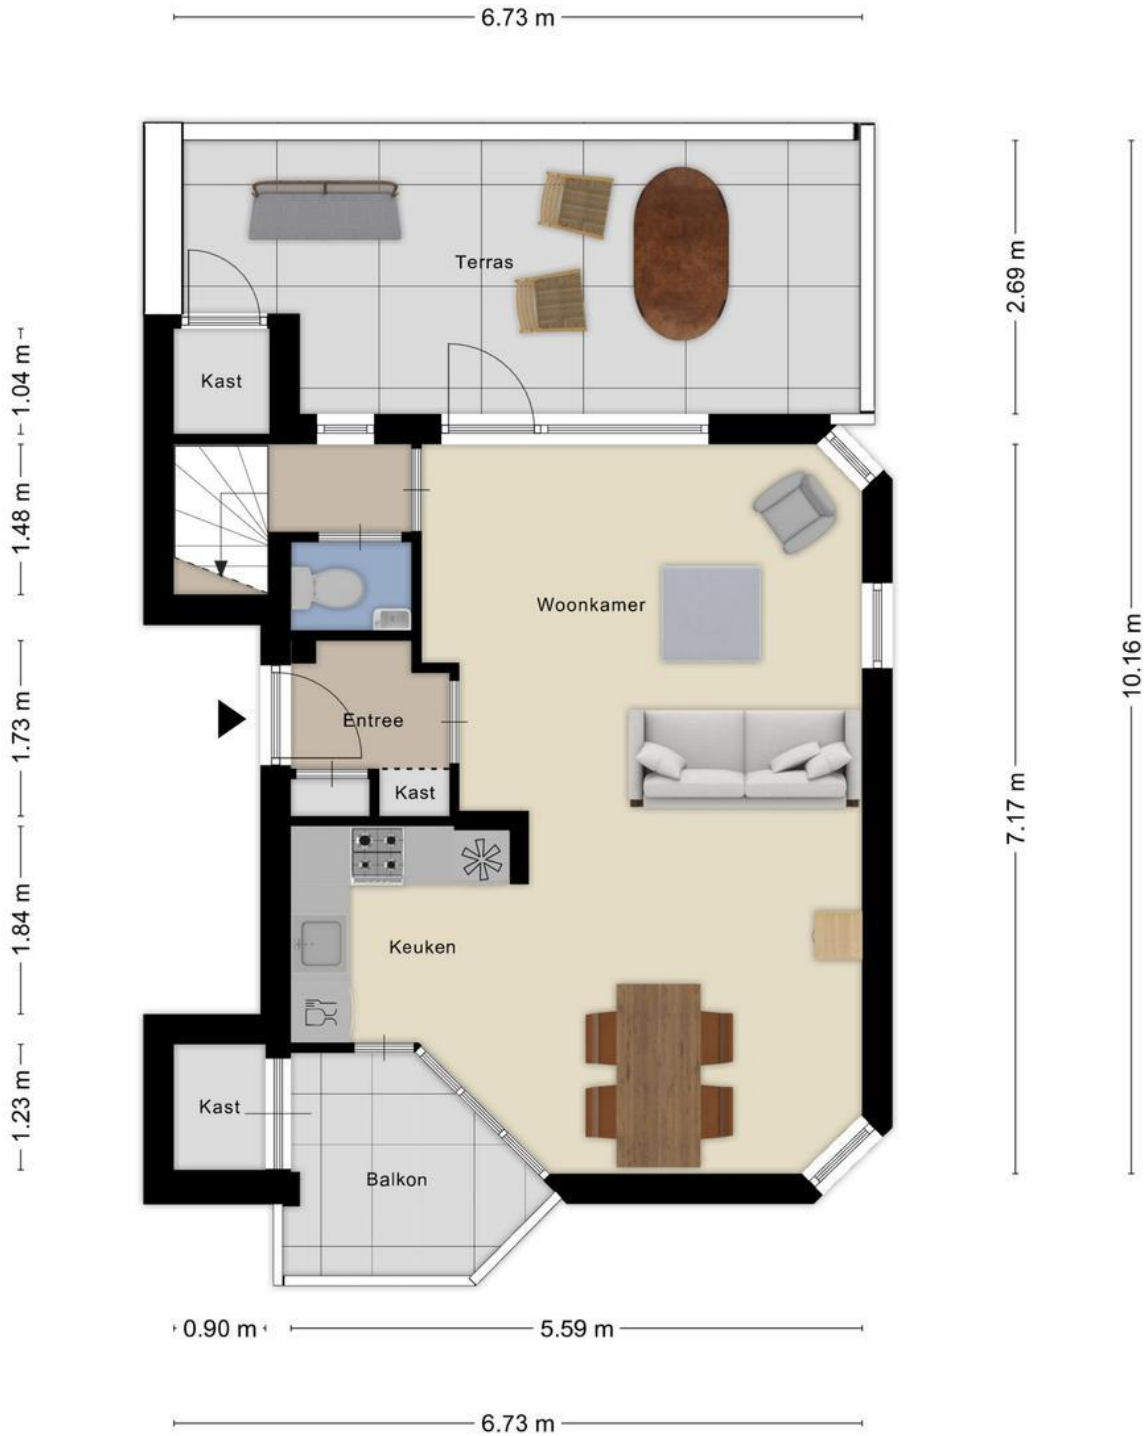 6.73 m
Terras
2.69 m
Kast
1.04 m
1.48 m
Woonkamer
10.16 m
Entree
1.73 m
Kast
7.17 m
1.84 m
Keuken
Kast
1.23 m
Balkon
0.90 m
5.59 m
6.73 m